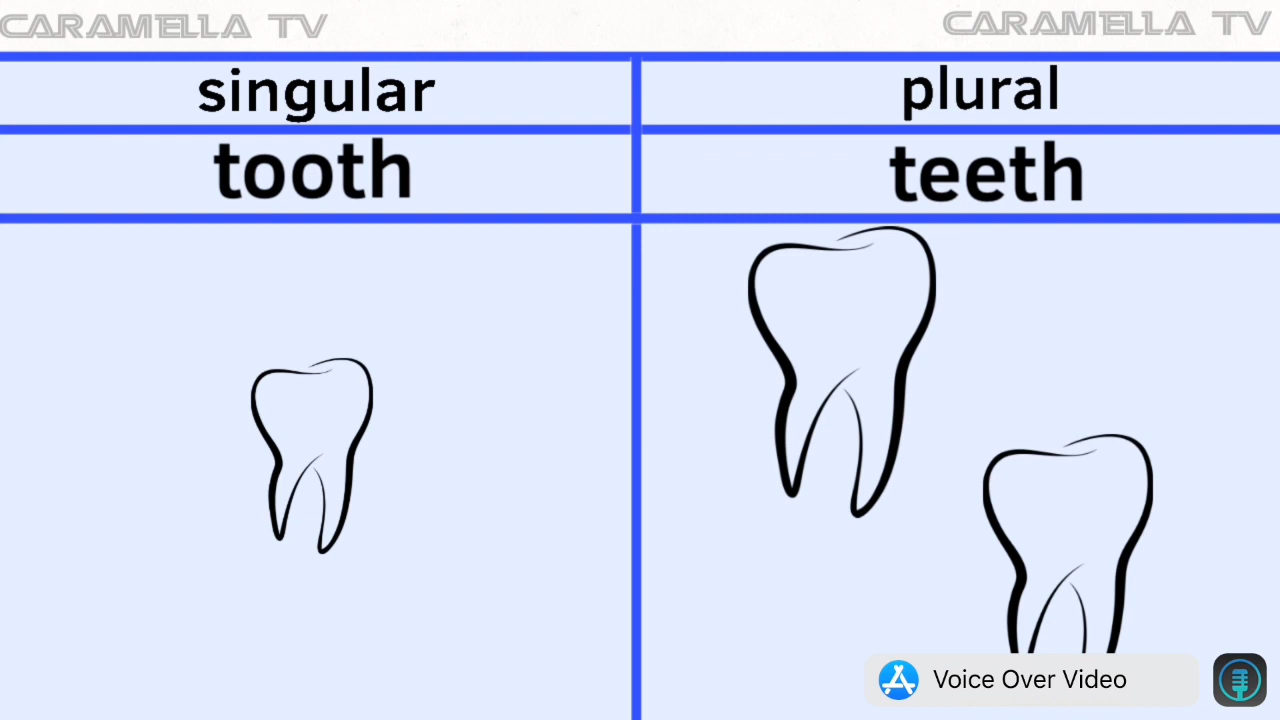 CARAMELLA TV CARAMELLA TV
singular plural
tooth teeth
Voice Over Video